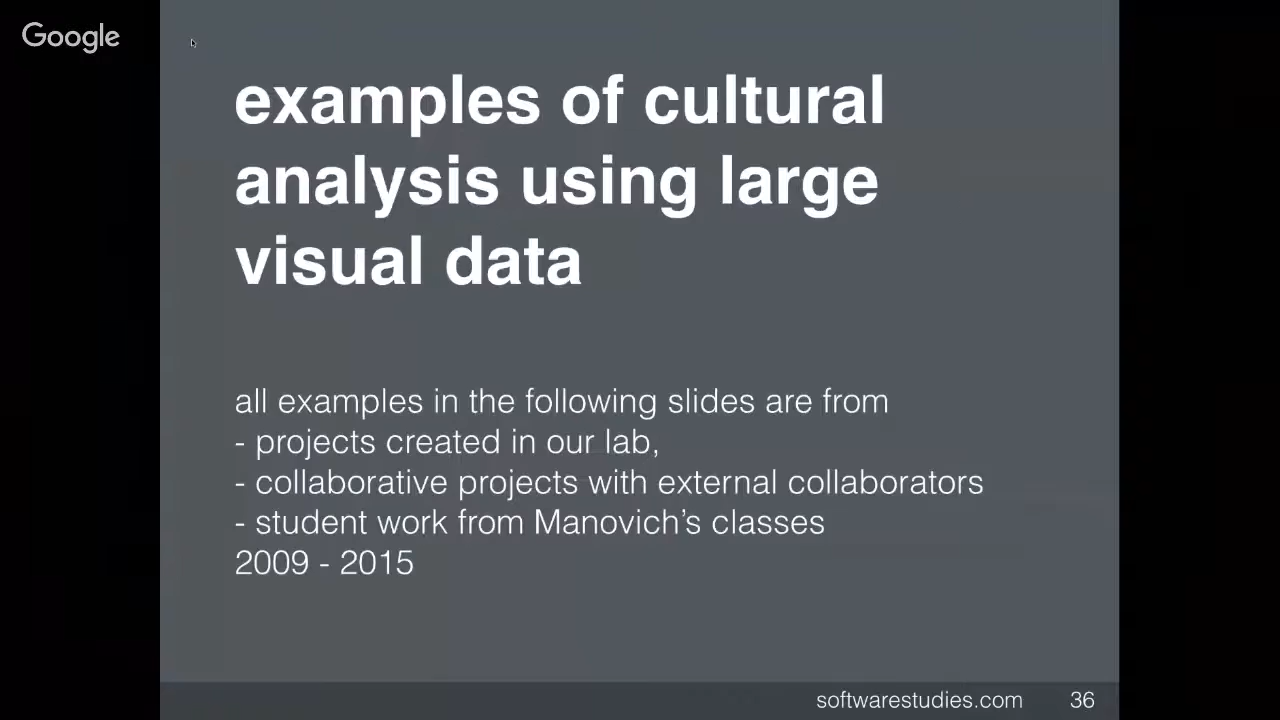 Google
examples of cultural
analysis using large
visual data
all examples in the following slides are from
- projects created in our lab,
- collaborative projects with external collaborators
- student work from Manovich’s classes
2009 - 2015
softwarestudies.com 36